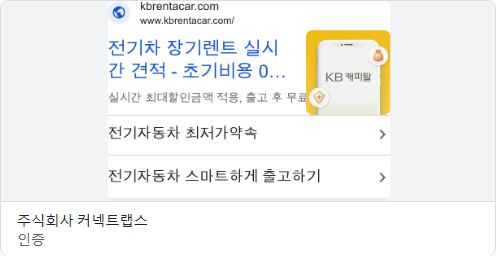 kbrentacar.com
www.kbrentacar.com/
전기차 장기렌트 실시
간 견적 - 초기비용 0...
KB 캐피탈
실시간 최대할인금액 적용, 출고 후 무료
전기자동차 최저가약속
전기자동차 스마트하게 출고하기
주식회사 커넥트랩스
인증